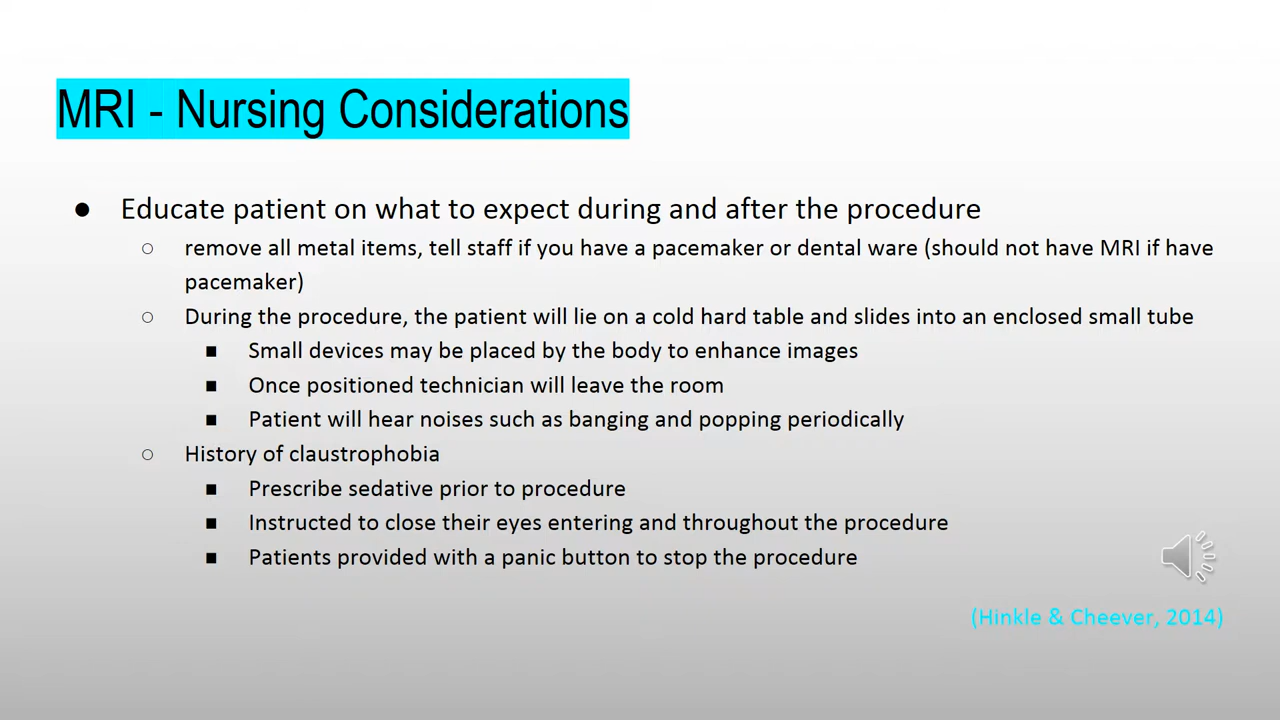 MRI - Nursing Considerations
● Educate patient on what to expect during and after the procedure
○ remove all metal items, tell staff if you have a pacemaker or dental ware (should not have MRI if have
pacemaker)
○ During the procedure, the patient will lie on a cold hard table and slides into an enclosed small tube
■ Small devices may be placed by the body to enhance images
■ Once positioned technician will leave the room
■ Patient will hear noises such as banging and popping periodically
○ History of claustrophobia
■ Prescribe sedative prior to procedure
■ Instructed to close their eyes entering and throughout the procedure
■ Patients provided with a panic button to stop the procedure
(Hinkle & Cheever, 2014)